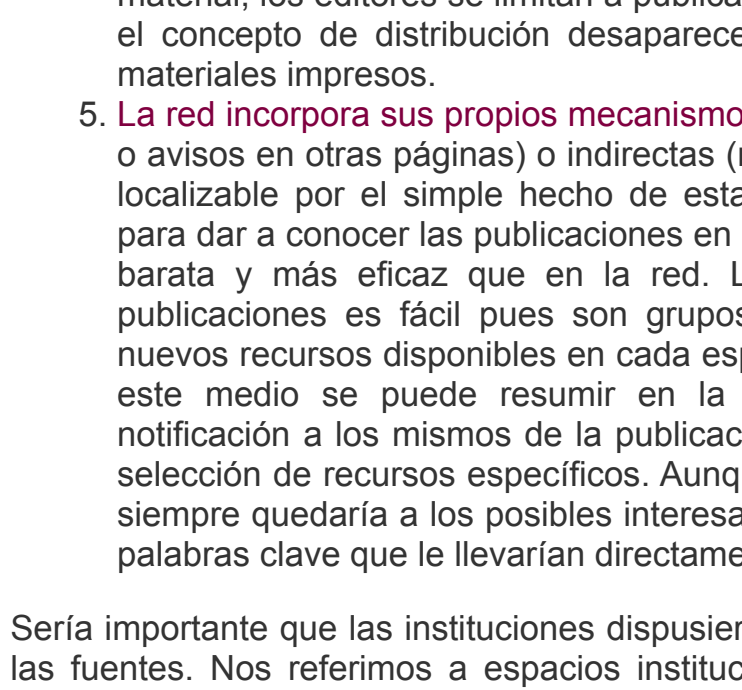 material, los editores se limitan a publica
el concepto de distribución desaparece
materiales impresos.
5. La red incorpora sus propios mecanismo
o avisos en otras páginas) o indirectas (
localizable por el simple hecho de esta
para dar a conocer las publicaciones en
barata y más eficaz que en la red. L
publicaciones es fácil pues son grupos
nuevos recursos disponibles en cada esp
este medio se puede resumir en la
notificación a los mismos de la publicac
selección de recursos específicos. Aunq
siempre quedaría a los posibles interesa
palabras clave que le llevarían directame
Sería importante que las instituciones dispusier
las fuentes. Nos referimos a espacios instituc